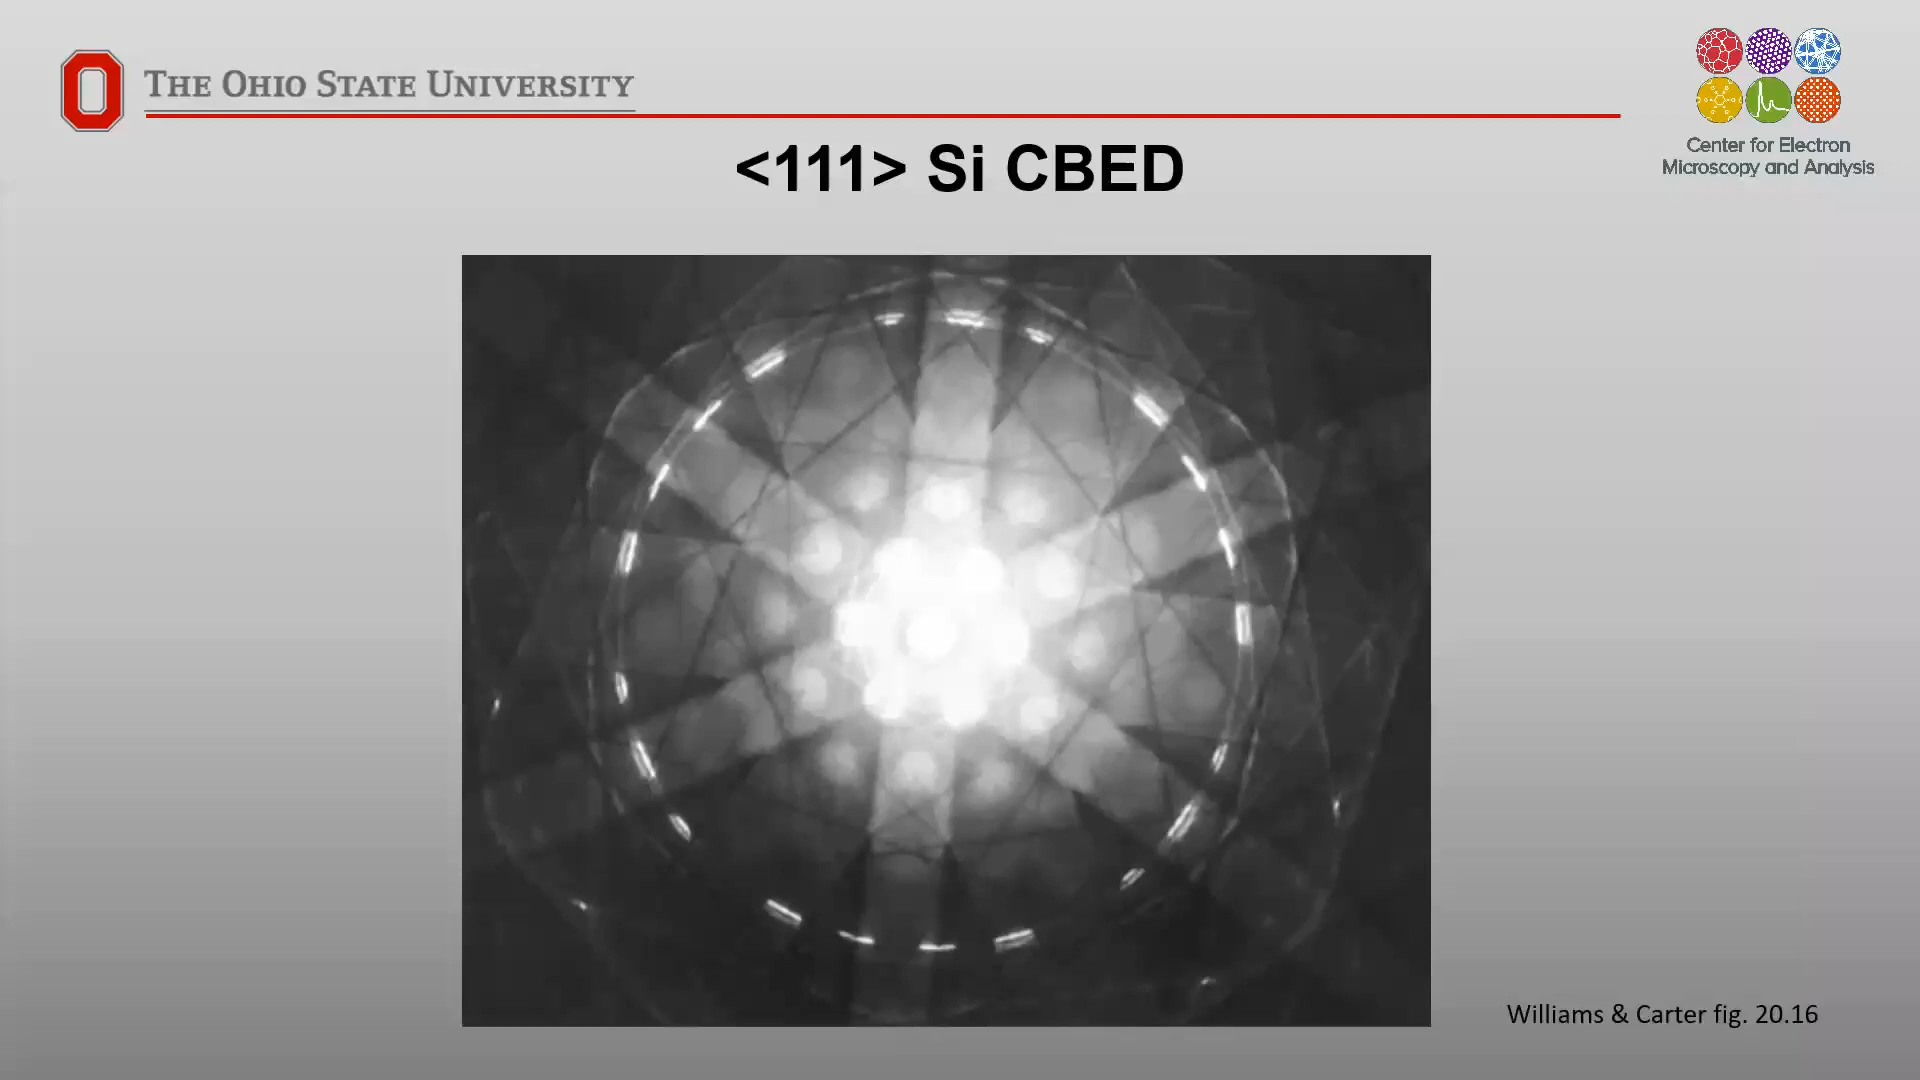 THE OHIO STATE UNIVERSITY
Center for Electron
Microscopy and Analysis
<111> Si CBED
Williams & Carter fig. 20.16